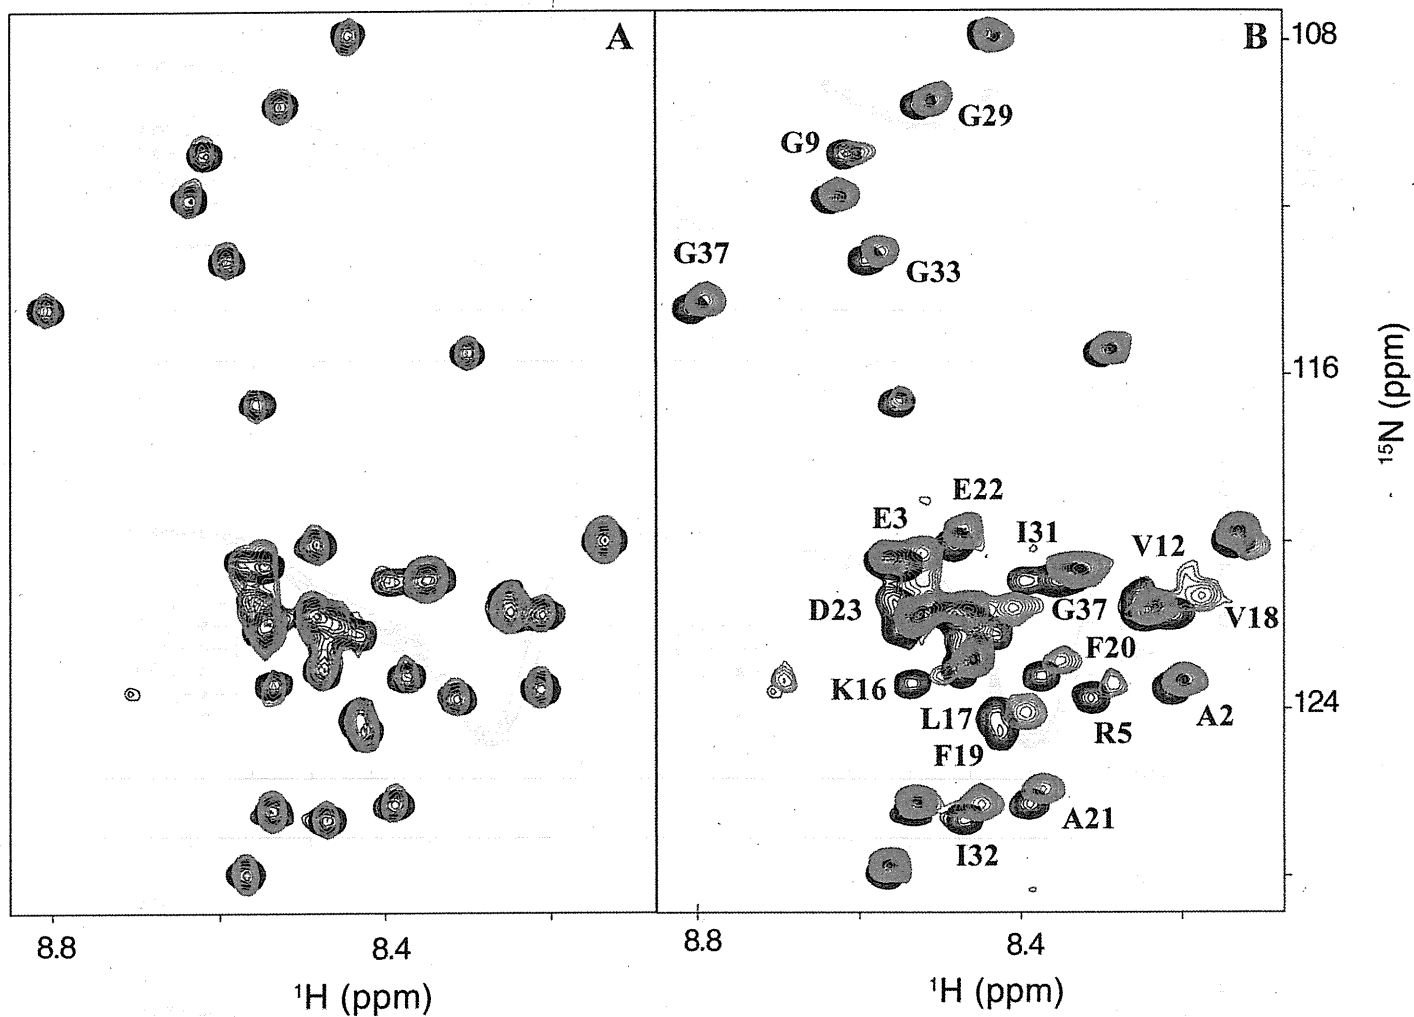 A
B
108
G29
G9
G37
G33
116
¹⁵N (ppm)
E22
E3
I31
V12
D23
G37
V18
F20
K16
L17
124
A2
R5
F19
A21
I32
8.8
8.4
8.8
8.4
¹H (ppm)
¹H (ppm)